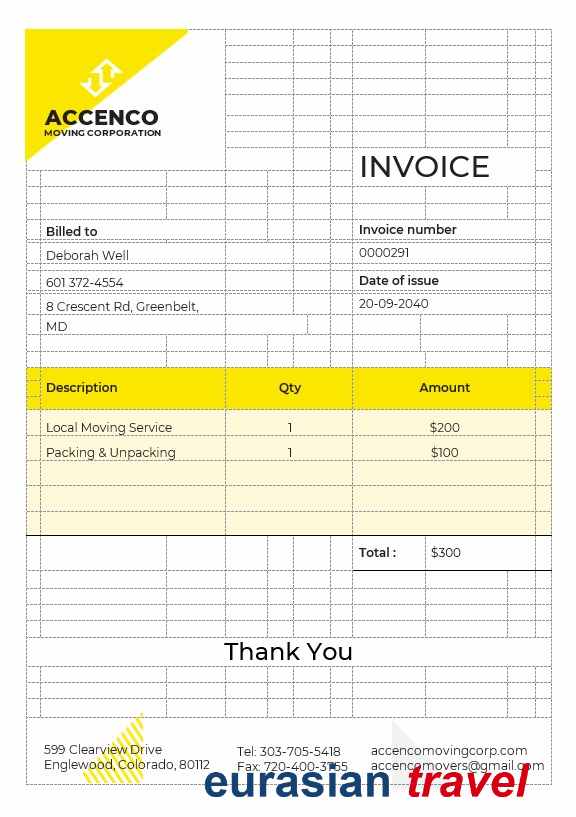 ACCENCO
MOVING CORPORATION
INVOICE
Billed to
Deborah Well
601 372-4554
8 Crescent Rd, Greenbelt,
MD
Invoice number
0000291
Date of issue
20-09-2040
Description Qty Amount
Local Moving Service 1 $200
Packing & Unpacking 1 $100
Total : $300
Thank You
599 Clearview Drive
Englewood, Colorado, 80112
Tel: 303-705-5418
Fax: 720-400-3755
accencomovingcorp.com
accencomovers@gmail.com
eurasian travel